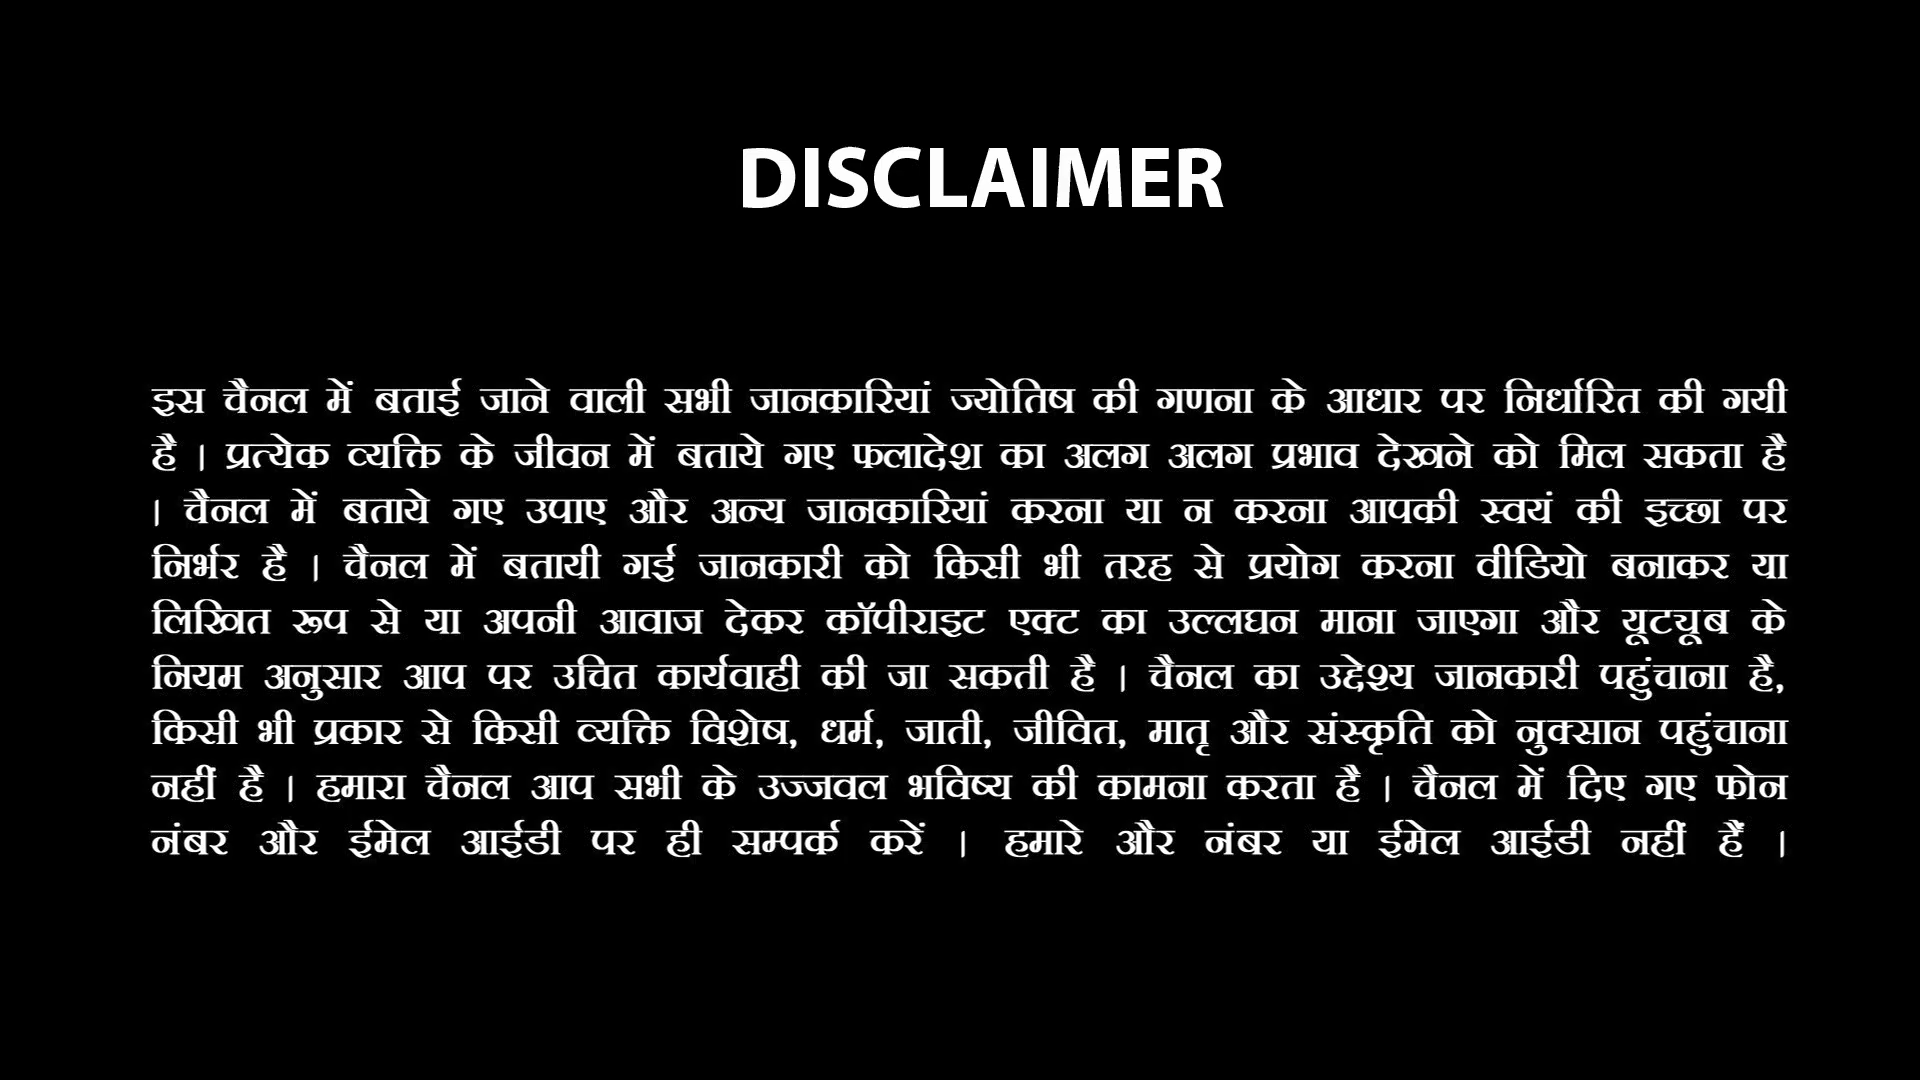 DISCLAIMER
इस चैनल में बताई जाने वाली सभी जानकारियां ज्योतिष की गणना के आधार पर निर्धारित की गयी
है । प्रत्येक व्यक्ति के जीवन में बताये गए फलादेश का अलग अलग प्रभाव देखने को मिल सकता है
। चैनल में बताये गए उपाए और अन्य जानकारियां करना या न करना आपकी स्वयं की इच्छा पर
निर्भर है । चैनल में बतायी गई जानकारी को किसी भी तरह से प्रयोग करना वीडियो बनाकर या
लिखित रूप से या अपनी आवाज देकर कॉपीराइट एक्ट का उल्लघन माना जाएगा और यूट्यूब के
नियम अनुसार आप पर उचित कार्यवाही की जा सकती है । चैनल का उद्देश्य जानकारी पहुंचाना है,
किसी भी प्रकार से किसी व्यक्ति विशेष, धर्म, जाती, जीवित, मातृ और संस्कृति को नुक्सान पहुंचाना
नहीं है । हमारा चैनल आप सभी के उज्जवल भविष्य की कामना करता है । चैनल में दिए गए फोन
नंबर और ईमेल आईडी पर ही सम्पर्क करें । हमारे और नंबर या ईमेल आईडी नहीं हैं ।